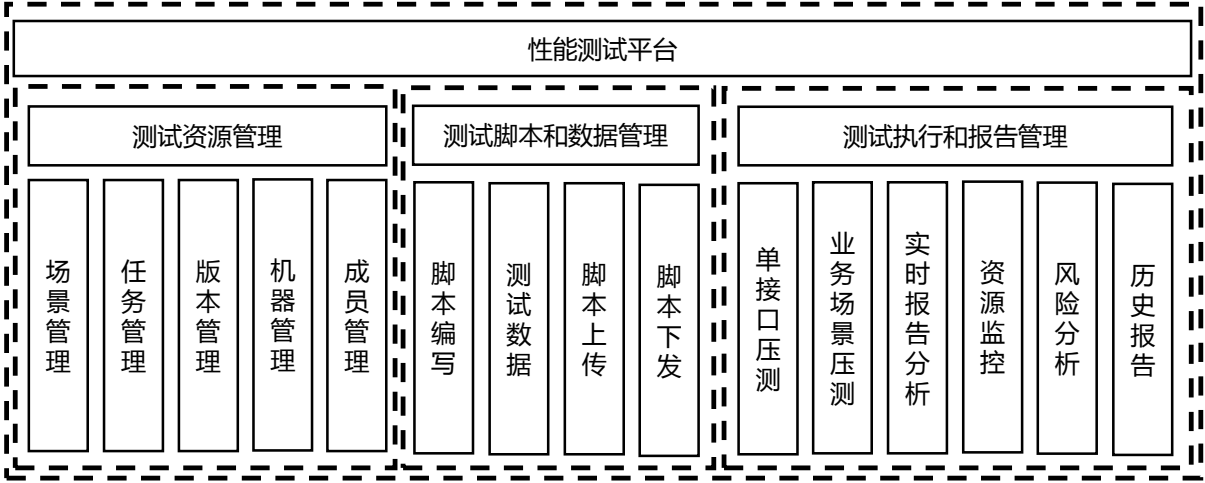 性能测试平台
测试资源管理
测试脚本和数据管理
测试执行和报告管理
场景管理
任务管理
版本管理
机器管理
成员管理
脚本编写
测试数据
脚本上传
脚本下发
单接口压测
业务场景压测
实时报告分析
资源监控
风险分析
历史报告